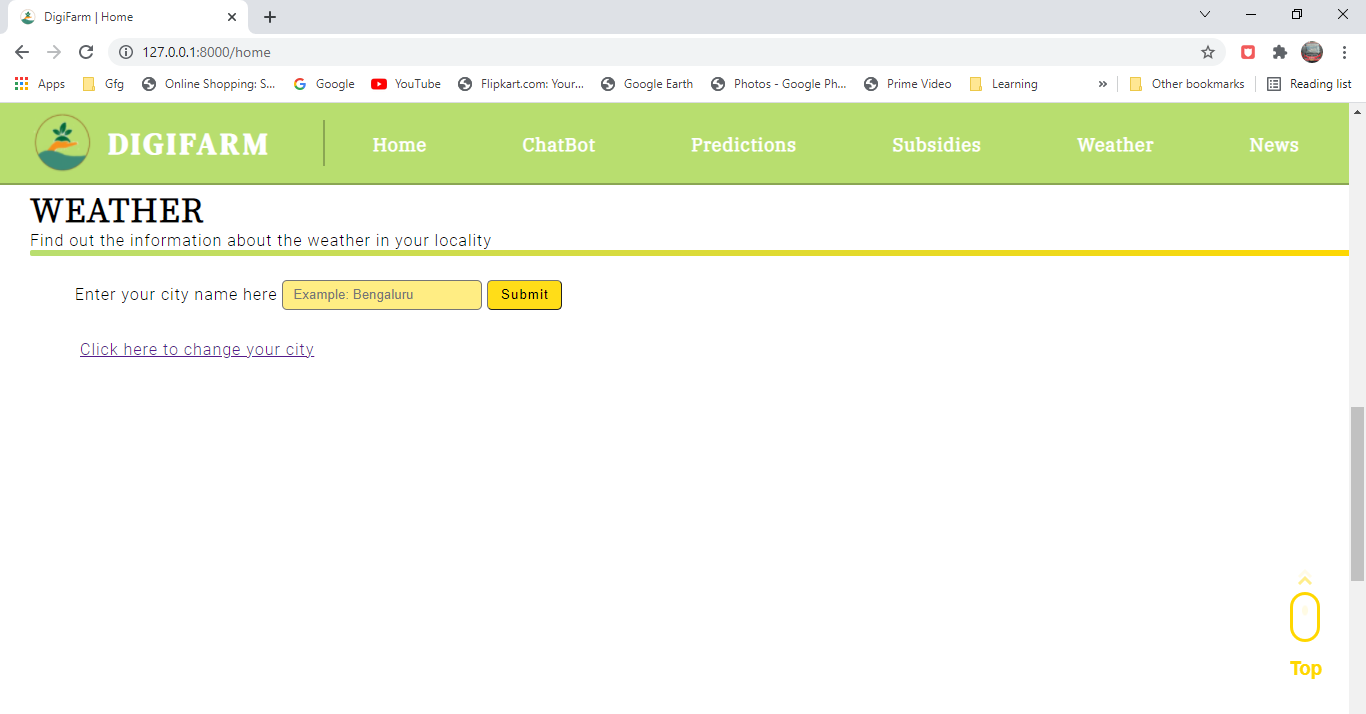 DigiFarm | Home
127.0.0.1:8000/home
Apps Gfg Online Shopping: S... Google YouTube Flipkart.com: Your... Google Earth Photos - Google Ph... Prime Video Learning » Other bookmarks Reading list
DIGIFARM Home ChatBot Predictions Subsidies Weather News
WEATHER
Find out the information about the weather in your locality
Enter your city name here Example: Bengaluru Submit
Click here to change your city
Top